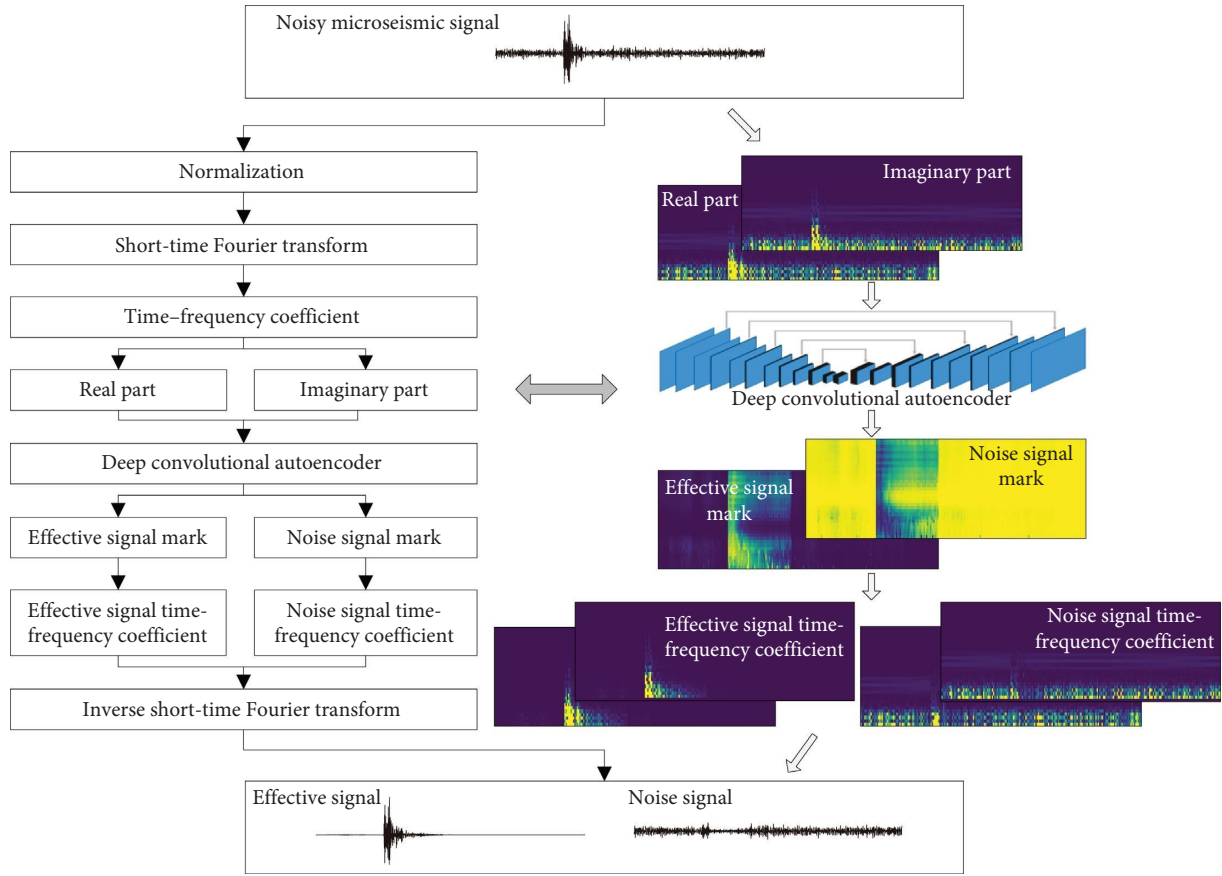 Noisy microseismic signal
Normalization
Short-time Fourier transform
Time–frequency coefficient
Real part
Imaginary part
Deep convolutional autoencoder
Effective signal mark
Noise signal mark
Effective signal time-
frequency coefficient
Noise signal time-
frequency coefficient
Inverse short-time Fourier transform
Imaginary part
Real part
Deep convolutional autoencoder
Noise signal
mark
Effective signal
mark
Effective signal time-
frequency coefficient
Noise signal time-
frequency coefficient
Effective signal
Noise signal